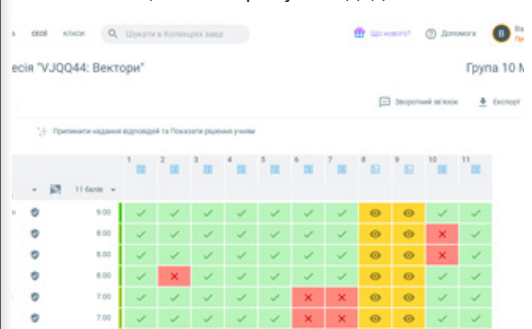 СЕСІЇ КЛАСИ Шукати в Колекціях завд Що нового? Допомога В
есія "VJQQ44: Вектори" Група 10
Зворотний зв'язок Експорт
Припинити надання відповідей та Показати рішення учням
1 2 3 4 5 6 7 8 9 10 11
11 балів
9.00
8.00
8.00
8.00
7.00
7.00